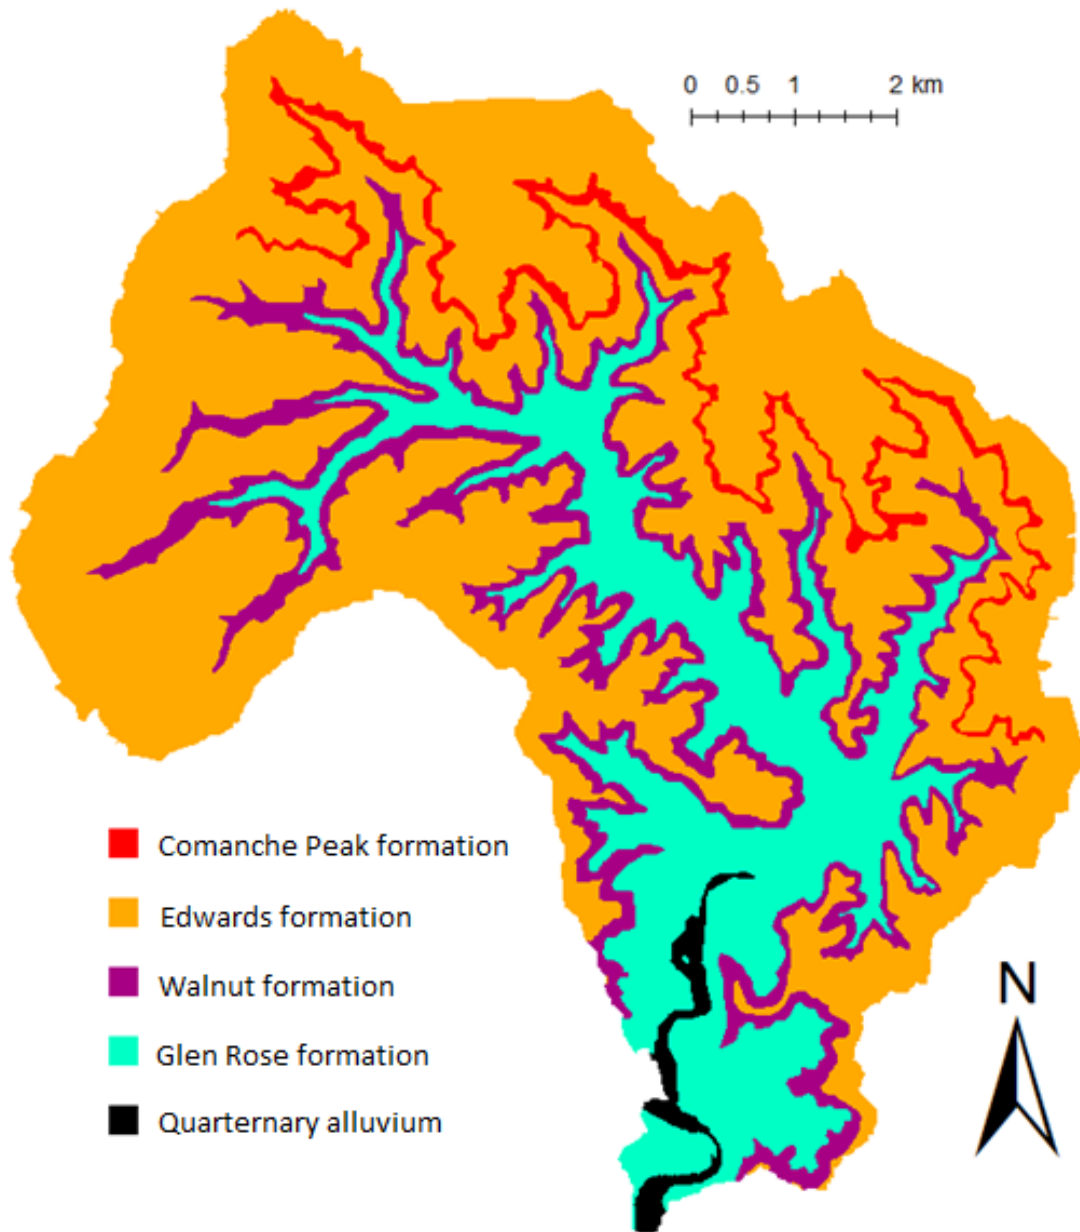 0 0.5 1 2 km
Comanche Peak formation
Edwards formation
Walnut formation
Glen Rose formation
Quarternary alluvium
N